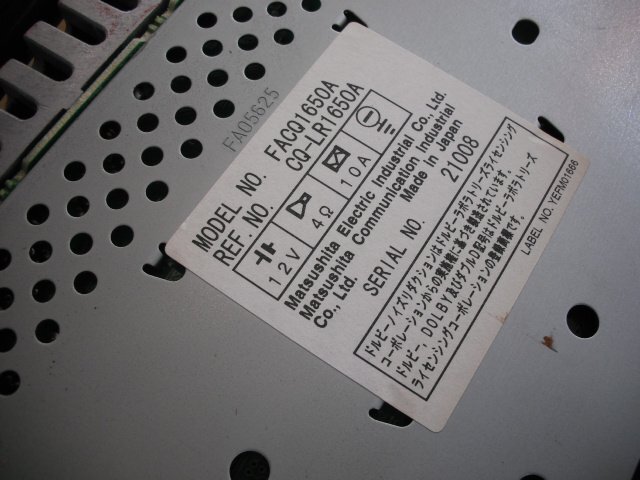 FA05625
MODEL NO. FACQ1650A
REF. NO. CQ-LR1650A
12V 4Ω 10A
Matsushita Electric Industrial Co., Ltd.
Matsushita Communication Industrial
Co., Ltd. Made in Japan
SERIAL NO. 21008
ドルビーノイズリダクションはドルビーラボラトリーズライセンシング
コーポレーションからの実施権に基づき製造されています。
ドルビー、DOLBY及びダブルD記号はドルビーラボラトリーズ
ライセンシングコーポレーションの登録商標です。
LABEL NO. YEFM01666